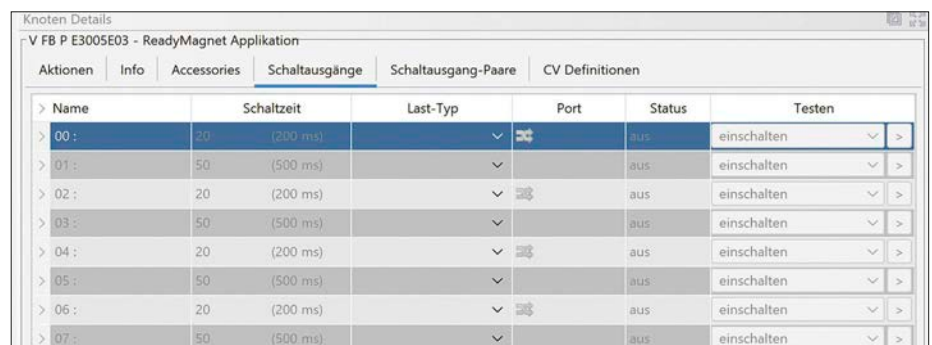 Knoten Details
V FB P E3005E03 - ReadyMagnet Applikation
Aktionen Info Accessories Schaltausgänge Schaltausgang-Paare CV Definitionen
> Name Schaltzeit Last-Typ Port Status Testen
> 00 : 20 (200 ms) aus einschalten >
> 01 : 50 (500 ms) aus einschalten >
> 02 : 20 (200 ms) aus einschalten >
> 03 : 50 (500 ms) aus einschalten >
> 04 : 20 (200 ms) aus einschalten >
> 05 : 50 (500 ms) aus einschalten >
> 06 : 20 (200 ms) aus einschalten >
> 07 : 50 (500 ms) aus einschalten >